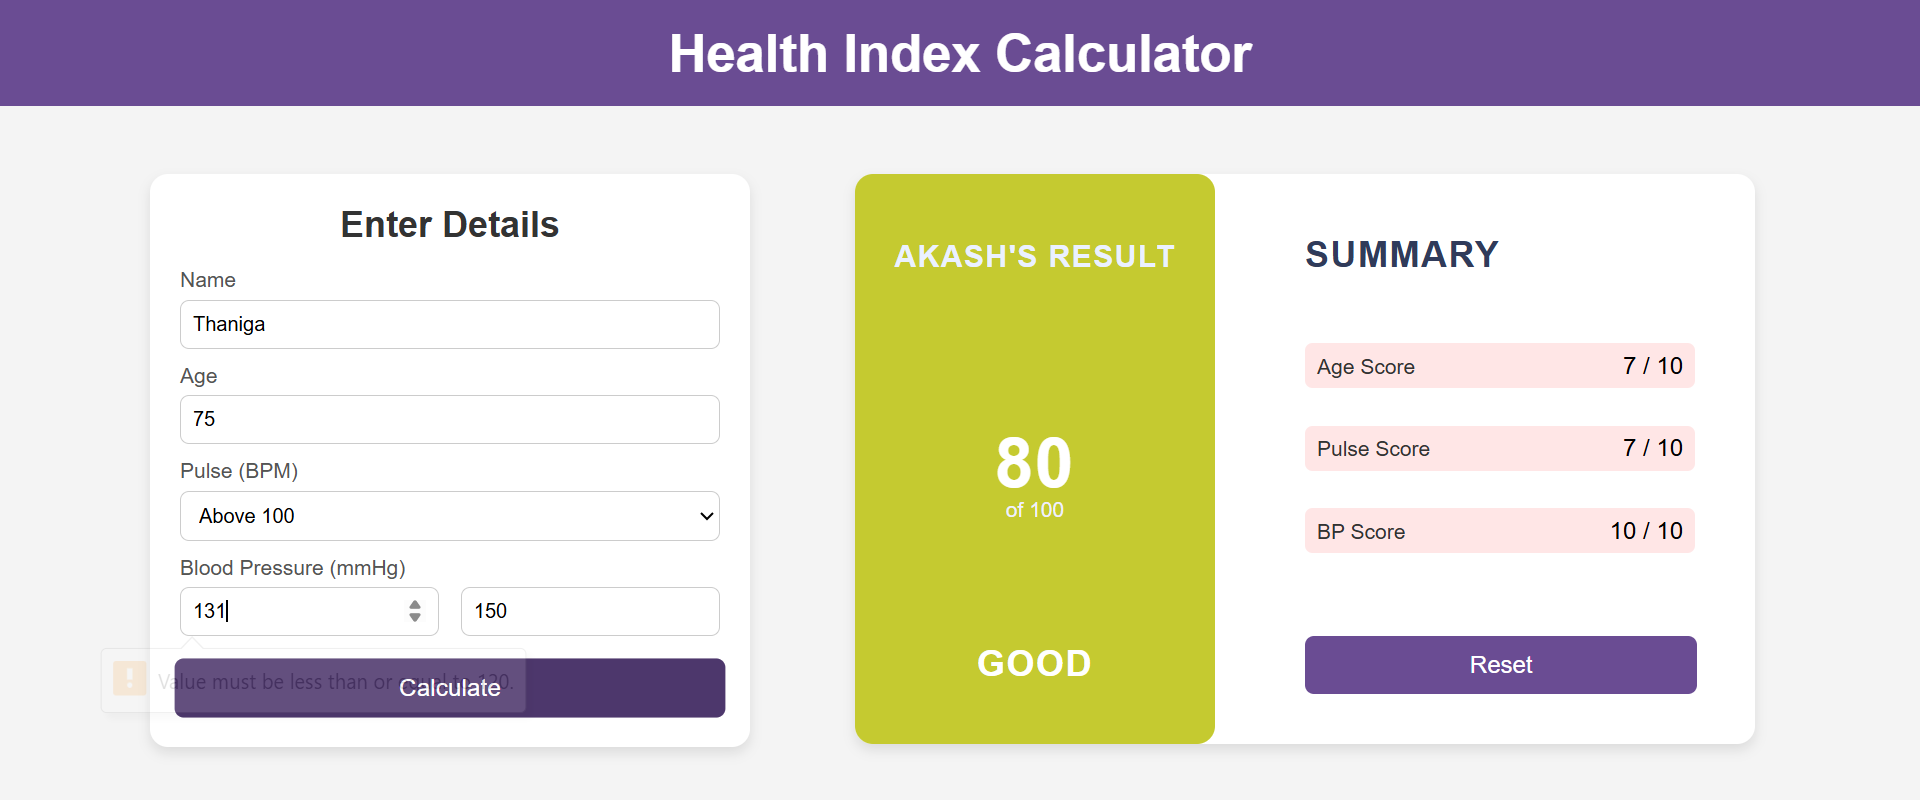 Health Index Calculator
Enter Details
Name
Thaniga
Age
75
Pulse (BPM)
Above 100
Blood Pressure (mmHg)
131 150
Value must be less than or equal to
Calculate
AKASH'S RESULT
80
of 100
GOOD
SUMMARY
Age Score 7 / 10
Pulse Score 7 / 10
BP Score 10 / 10
Reset